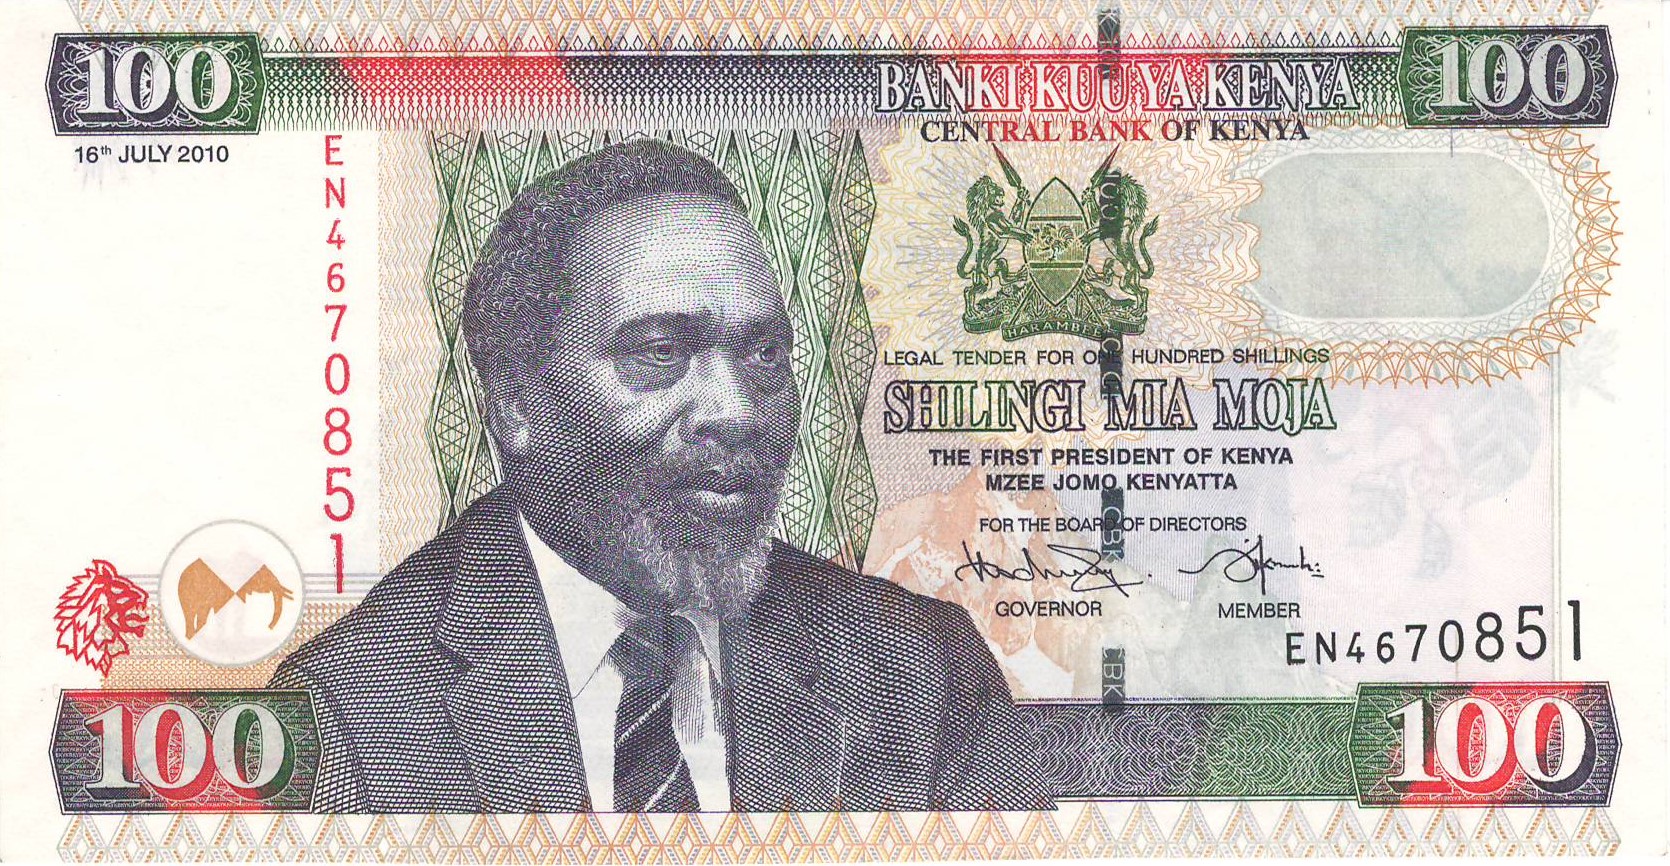 100
BANKI KUU YA KENYA
100
CENTRAL BANK OF KENYA
16th JULY 2010
EN4670851
HARAMBEE
LEGAL TENDER FOR ONE HUNDRED SHILLINGS
SHILINGI MIA MOJA
THE FIRST PRESIDENT OF KENYA
MZEE JOMO KENYATTA
FOR THE BOARD OF DIRECTORS
GOVERNOR
MEMBER
EN4670851
100
100